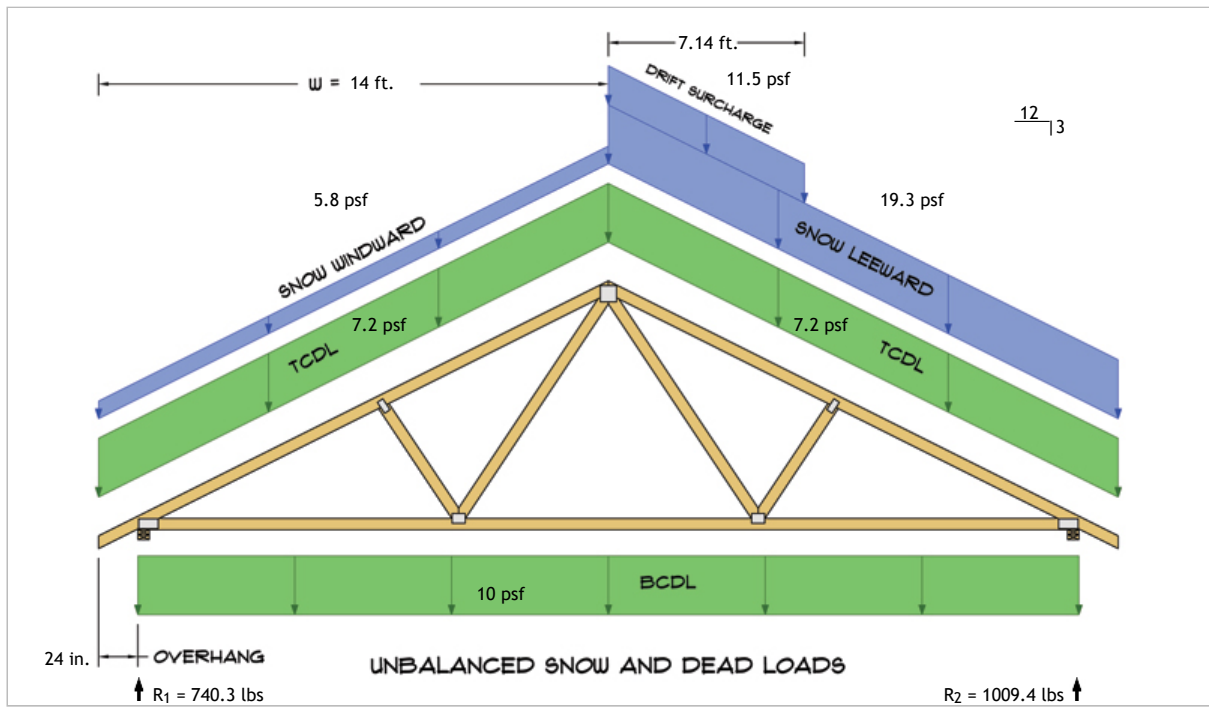 7.14 ft.
DRIFT SURCHARGE
11.5 psf
W = 14 ft.
12
3
5.8 psf
19.3 psf
SNOW WINDWARD
SNOW LEEWARD
7.2 psf
7.2 psf
TCDL
TCDL
BCDL
10 psf
24 in.
OVERHANG
UNBALANCED SNOW AND DEAD LOADS
R1 = 740.3 lbs
R2 = 1009.4 lbs